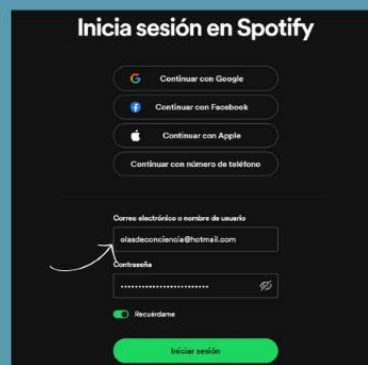 Inicia sesión en Spotify
Continuar con Google
Continuar con Facebook
Continuar con Apple
Continuar con número de teléfono
Correo electrónico o nombre de usuario
olasdeconciencia@hotmail.com
Contraseña
••••••••••••••••••••••••
Recuérdame
Iniciar sesión